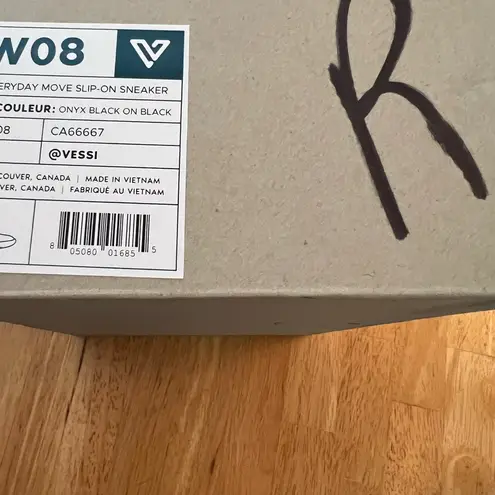 W08
ERYDAY MOVE SLIP-ON SNEAKER
COULEUR: ONYX BLACK ON BLACK
08 CA66667
@VESSI
COUVER, CANADA | MADE IN VIETNAM
VER, CANADA | FABRIQUÉ AU VIETNAM
8 05080 01685 5
R